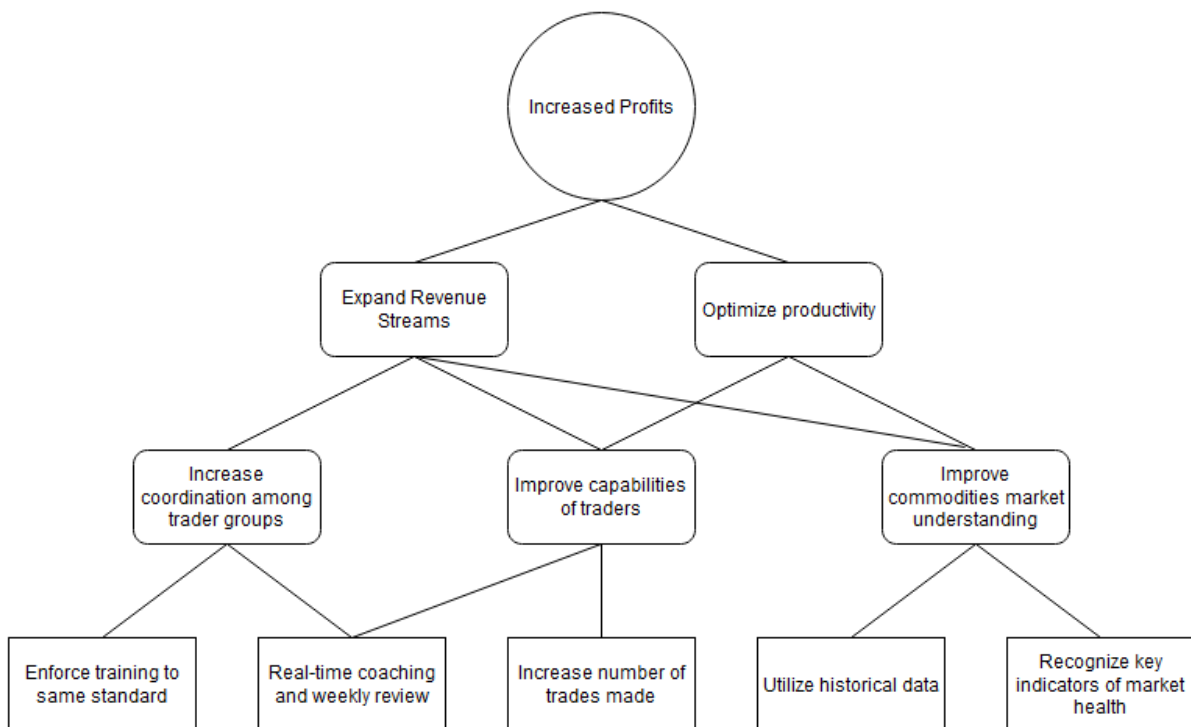 Increased Profits
Expand Revenue
Streams
Optimize productivity
Increase
coordination among
trader groups
Improve capabilities
of traders
Improve
commodities market
understanding
Enforce training to
same standard
Real-time coaching
and weekly review
Increase number of
trades made
Utilize historical data
Recognize key
indicators of market
health